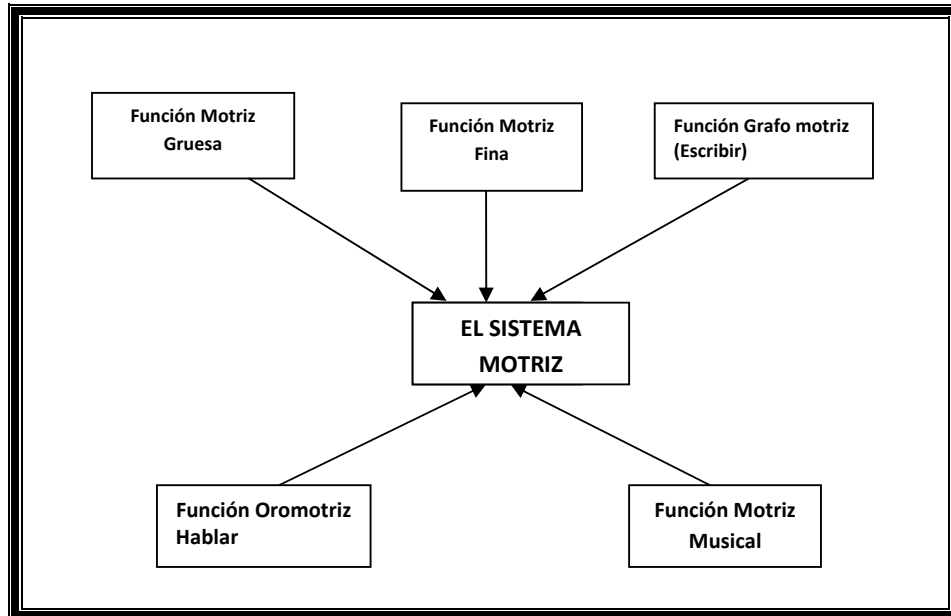 Función Motriz
Gruesa
Función Motriz
Fina
Función Grafo motriz
(Escribir)
EL SISTEMA
MOTRIZ
Función Oromotriz
Hablar
Función Motriz
Musical